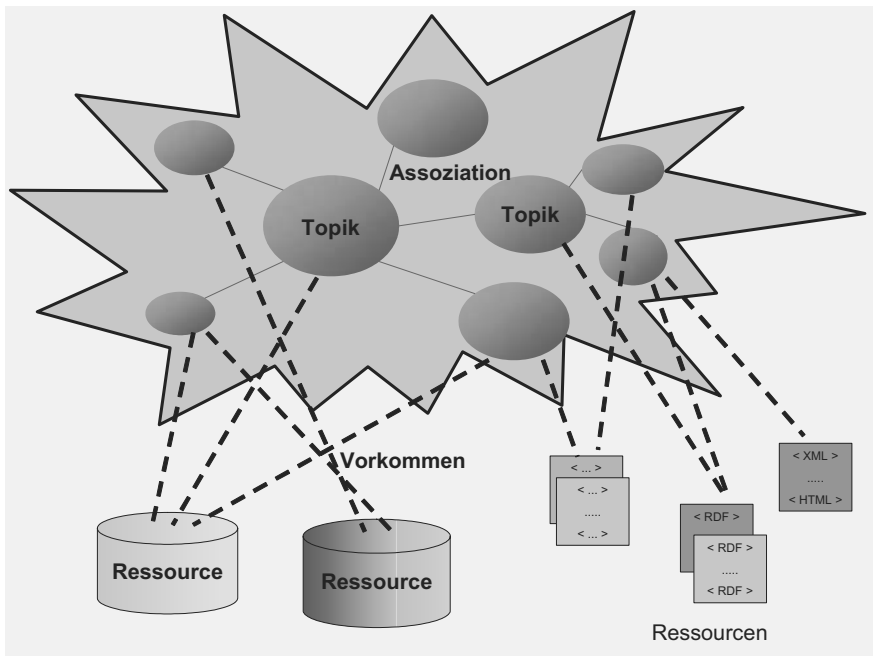 Assoziation
Topik
Topik
Vorkommen
< ... >
< ... >
.....
< ... >
< XML >
.....
< HTML >
< RDF >
< RDF >
.....
< RDF >
Ressource
Ressource
Ressourcen